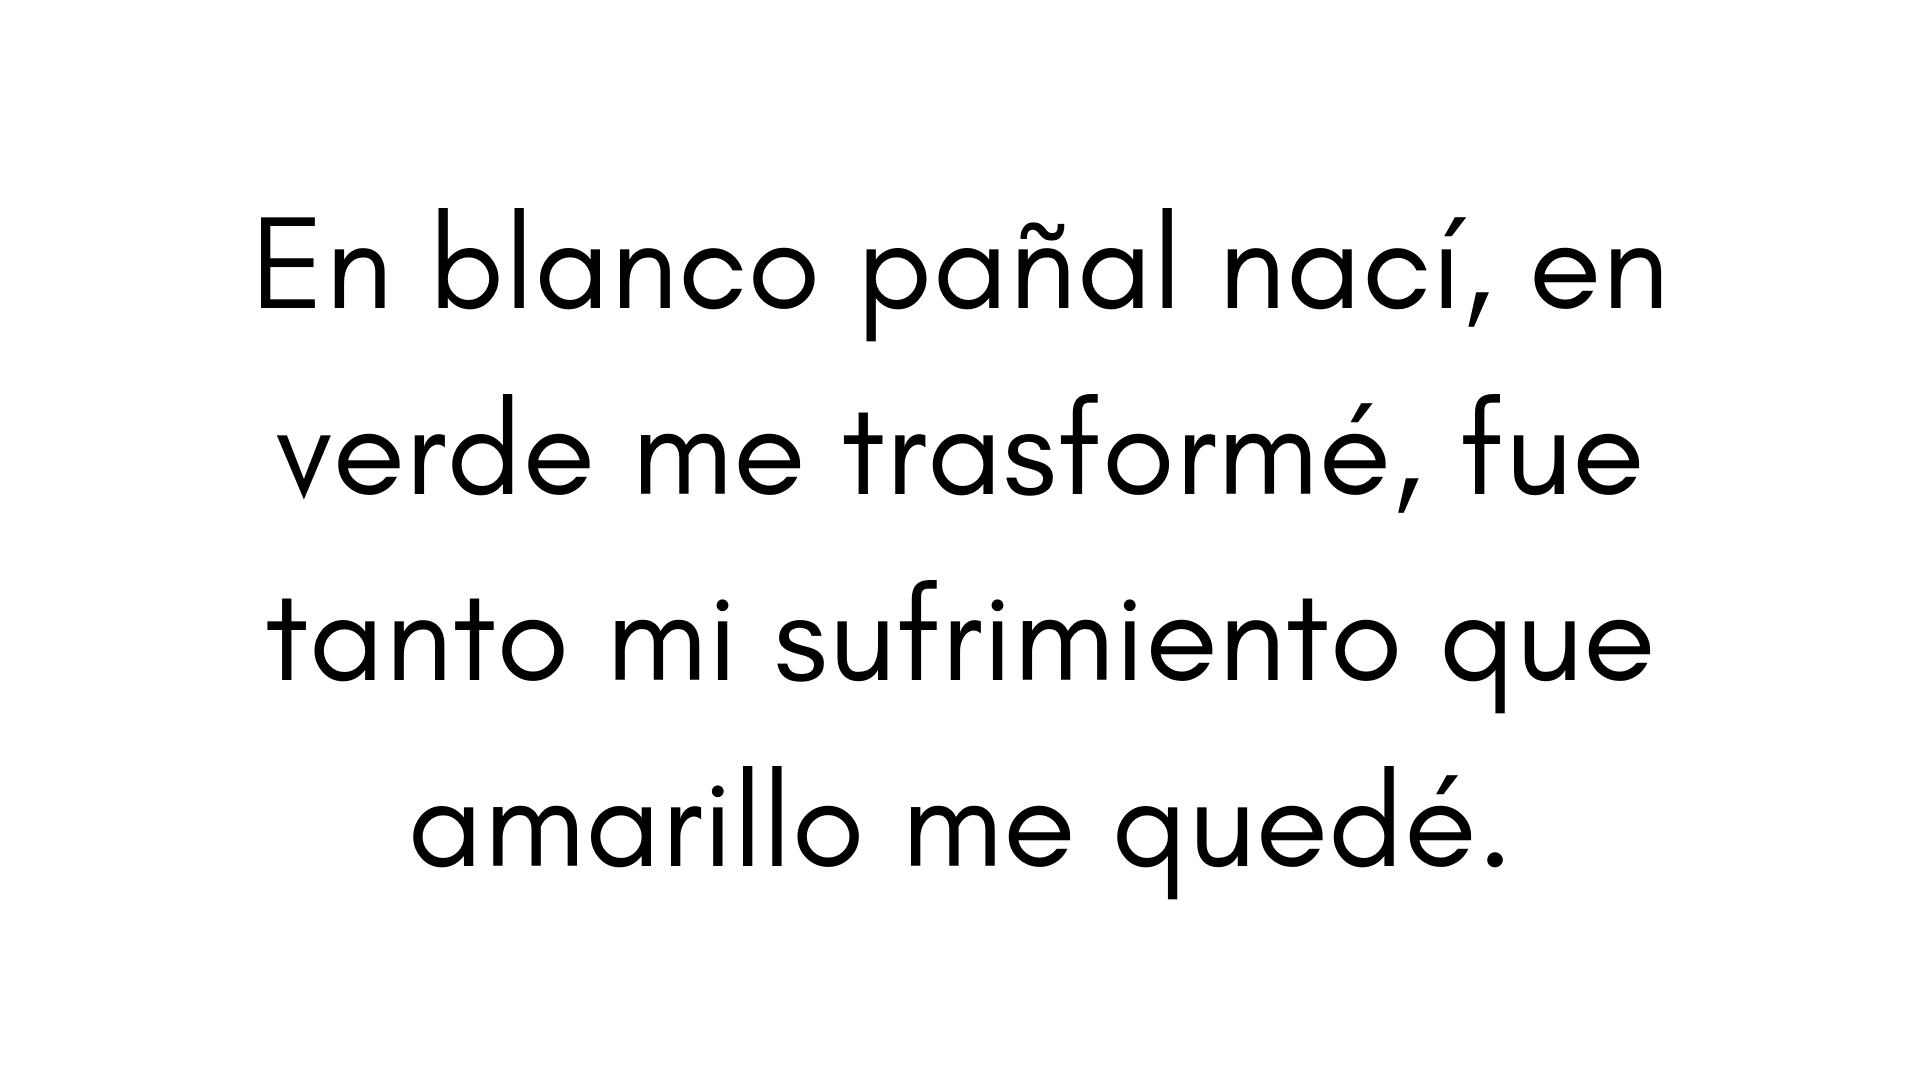 En blanco pañal nací, en
verde me trasformé, fue
tanto mi sufrimiento que
amarillo me quedé.